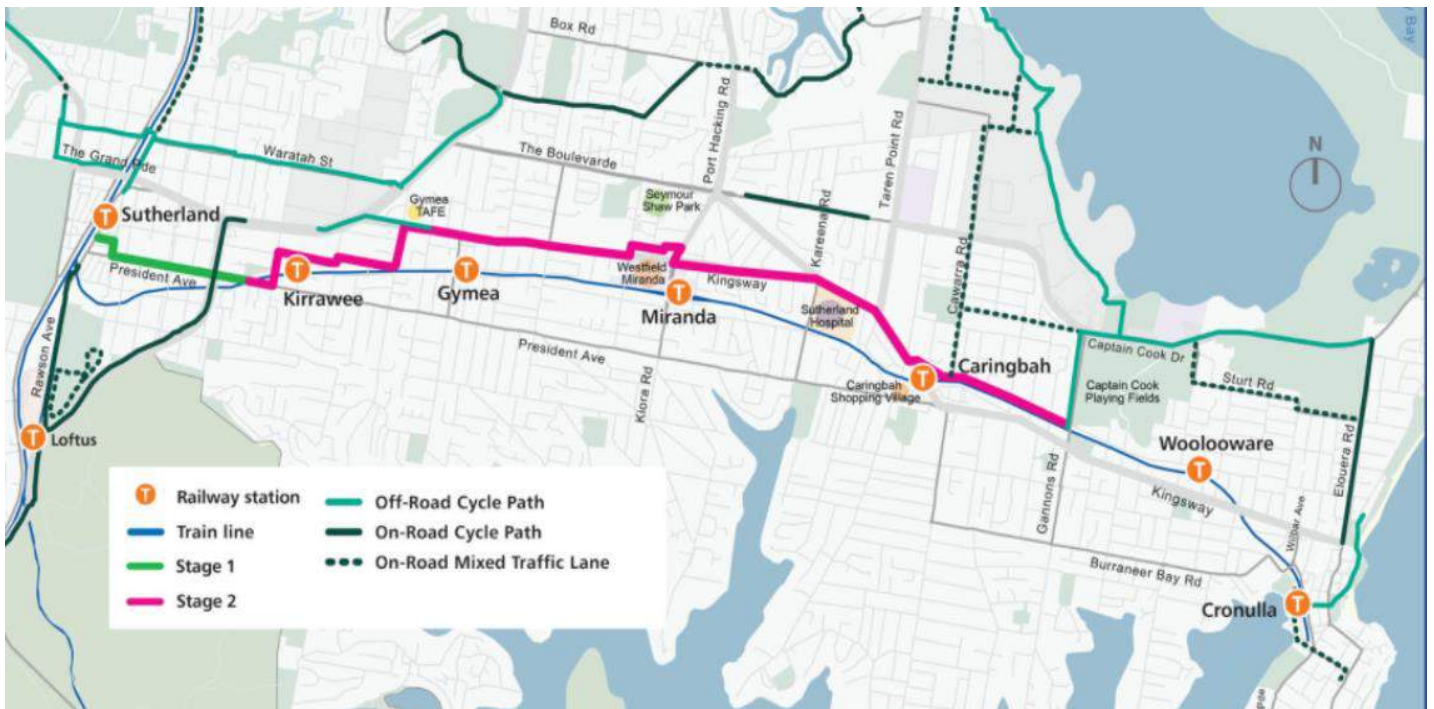 Box Rd
Bay
Port Hacking Rd
The Boulevarde
Taren Point Rd
N
The Grand Pde
Waratah St
Gymea
TAFE
Seymour
Shaw Park
Kareena Rd
T
Sutherland
President Ave
T
Kirrawee
T
Gymea
Westfield
Miranda
T
Miranda
Kingsway
Sutherland
Hospital
Cawarra Rd
Rawson Ave
President Ave
Kiora Rd
T
Caringbah
Caringbah
Shopping Village
Captain Cook Dr
Captain Cook
Playing Fields
Sturt Rd
Elouera Rd
T
Loftus
Woolooware
T
Gannons Rd
Kingsway
Wilbar Ave
Burraneer Bay Rd
Cronulla
T
T Railway station
Train line
Stage 1
Stage 2
Off-Road Cycle Path
On-Road Cycle Path
On-Road Mixed Traffic Lane